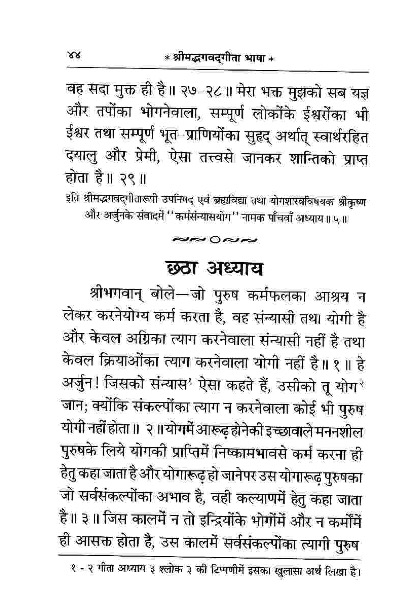 ४४ * श्रीमद्भगवद्गीता भाषा *
वह सदा मुक्त ही है॥ २७-२८॥ मेरा भक्त मुझको सब यज्ञ
और तपोंका भोगनेवाला, सम्पूर्ण लोकोंके ईश्वरोंका भी
ईश्वर तथा सम्पूर्ण भूत-प्राणियोंका सुहृद् अर्थात् स्वार्थरहित
दयालु और प्रेमी, ऐसा तत्त्वसे जानकर शान्तिको प्राप्त
होता है ॥ २९॥
इति श्रीमद्भगवद्गीतारूपी उपनिषद् एवं ब्रह्मविद्या तथा योगशास्त्रविषयक श्रीकृष्ण
और अर्जुनके संवादमें "कर्मसंन्यासयोग" नामक पाँचवाँ अध्याय॥ ५॥
छठा अध्याय
श्रीभगवान् बोले—जो पुरुष कर्मफलका आश्रय न
लेकर करनेयोग्य कर्म करता है, वह संन्यासी तथा योगी है
और केवल अग्निका त्याग करनेवाला संन्यासी नहीं है तथा
केवल क्रियाओंका त्याग करनेवाला योगी नहीं है॥ १॥ हे
अर्जुन! जिसको संन्यास¹ ऐसा कहते हैं, उसीको तू योग²
जान; क्योंकि संकल्पोंका त्याग न करनेवाला कोई भी पुरुष
योगी नहीं होता॥ २॥ योगमें आरूढ़ होनेकी इच्छावाले मननशील
पुरुषके लिये योगकी प्राप्तिमें निष्कामभावसे कर्म करना ही
हेतु कहा जाता है और योगारूढ़ हो जानेपर उस योगारूढ़ पुरुषका
जो सर्वसंकल्पोंका अभाव है, वही कल्याणमें हेतु कहा जाता
है॥ ३॥ जिस कालमें न तो इन्द्रियोंके भोगोंमें और न कर्मोंमें
ही आसक्त होता है, उस कालमें सर्वसंकल्पोंका त्यागी पुरुष
१ - २ गीता अध्याय ३ श्लोक ३ की टिप्पणीमें इसका खुलासा अर्थ लिखा है।